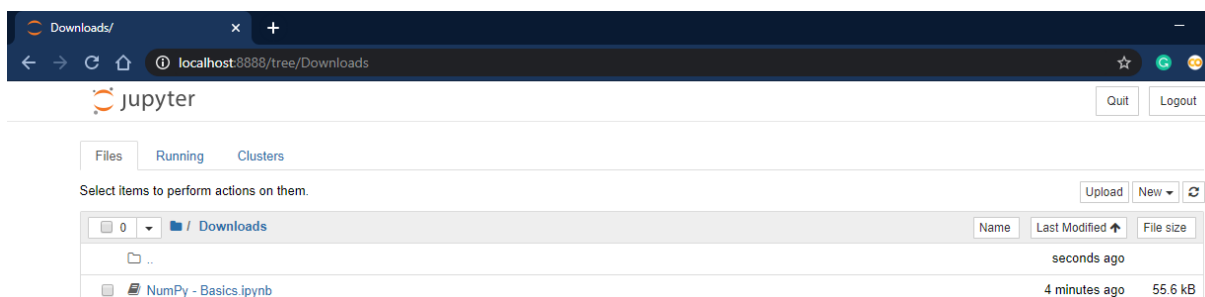 Downloads/
localhost:8888/tree/Downloads
jupyter
Quit Logout
Files Running Clusters
Select items to perform actions on them.
Upload New
0 / Downloads Name Last Modified File size
.. seconds ago
NumPy - Basics.ipynb 4 minutes ago 55.6 kB